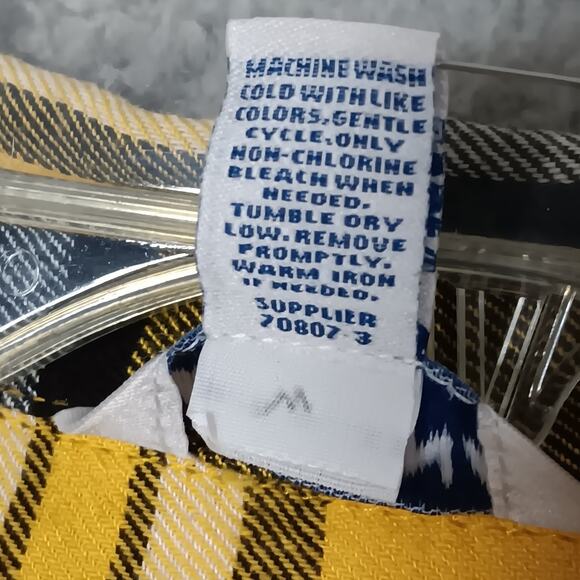 MACHINE WASH
COLD WITH LIKE
COLORS, GENTLE
CYCLE. ONLY
NON-CHLORINE
BLEACH WHEN
NEEDED.
TUMBLE DRY
LOW. REMOVE
PROMPTLY.
WARM IRON
IF NEEDED.
SUPPLIER
70807-3
M